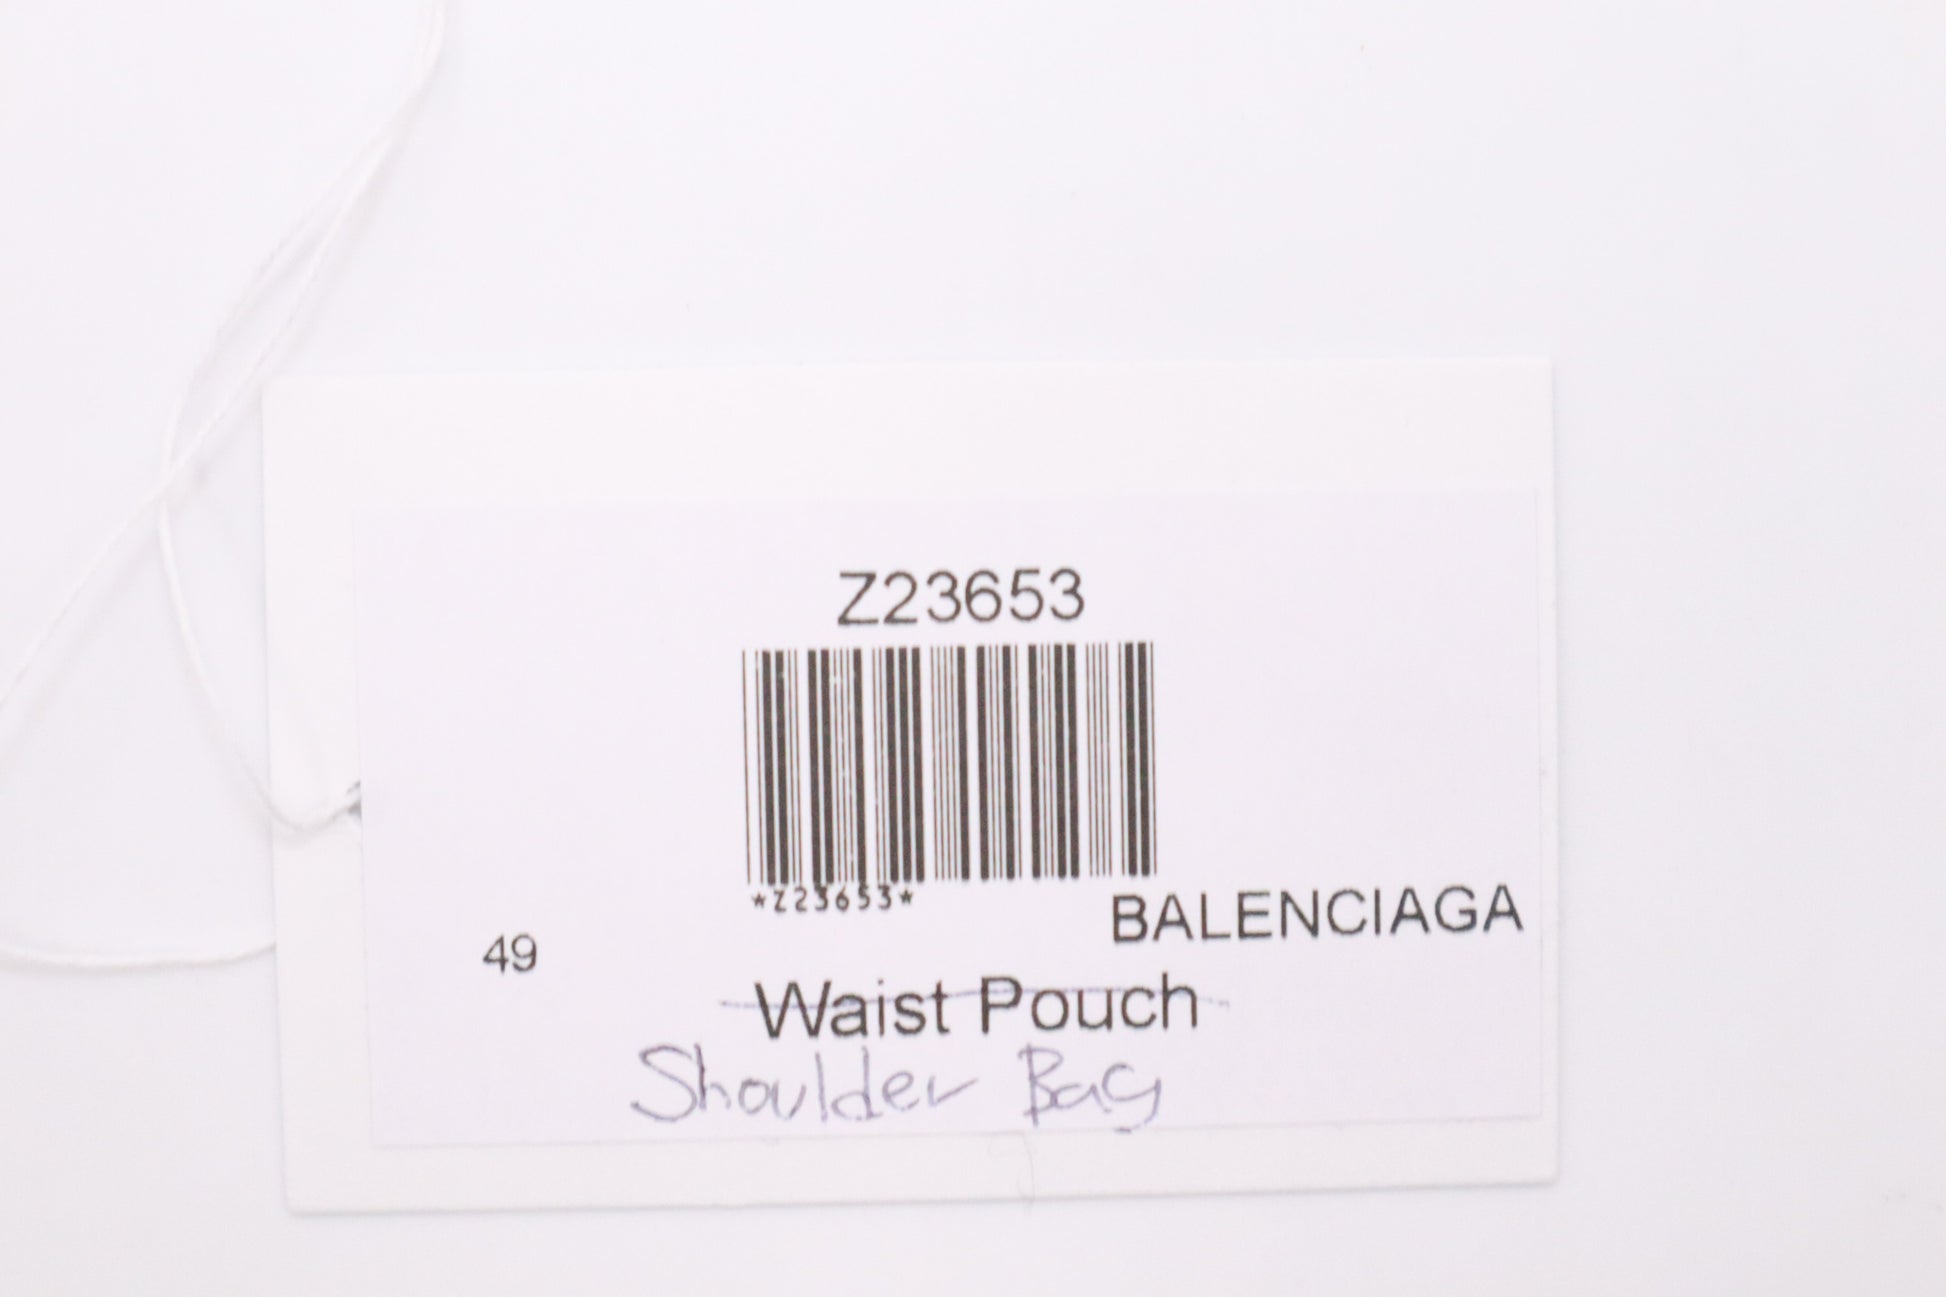 Z23653
*Z23653*
BALENCIAGA
49
Waist Pouch
Shoulder Bag